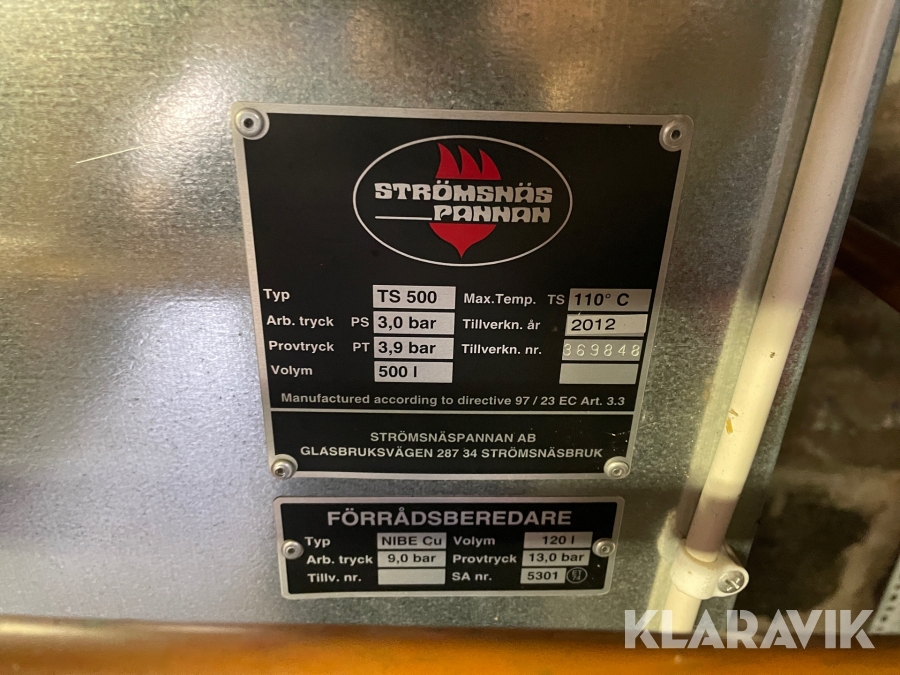 STRÖMSNÄS
PANNAN
Typ TS 500 Max.Temp. TS 110° C
Arb. tryck PS 3,0 bar Tillverkn. år 2012
Provtryck PT 3,9 bar Tillverkn. nr. 369848
Volym 500 l
Manufactured according to directive 97 / 23 EC Art. 3.3
STRÖMSNÄSPANNAN AB
GLASBRUKSVÄGEN 287 34 STRÖMSNÄSBRUK
FÖRRÅDSBEREDARE
Typ NIBE Cu Volym 120 l
Arb. tryck 9,0 bar Provtryck 13,0 bar
Tillv. nr. SA nr. 5301
KLARAVIK